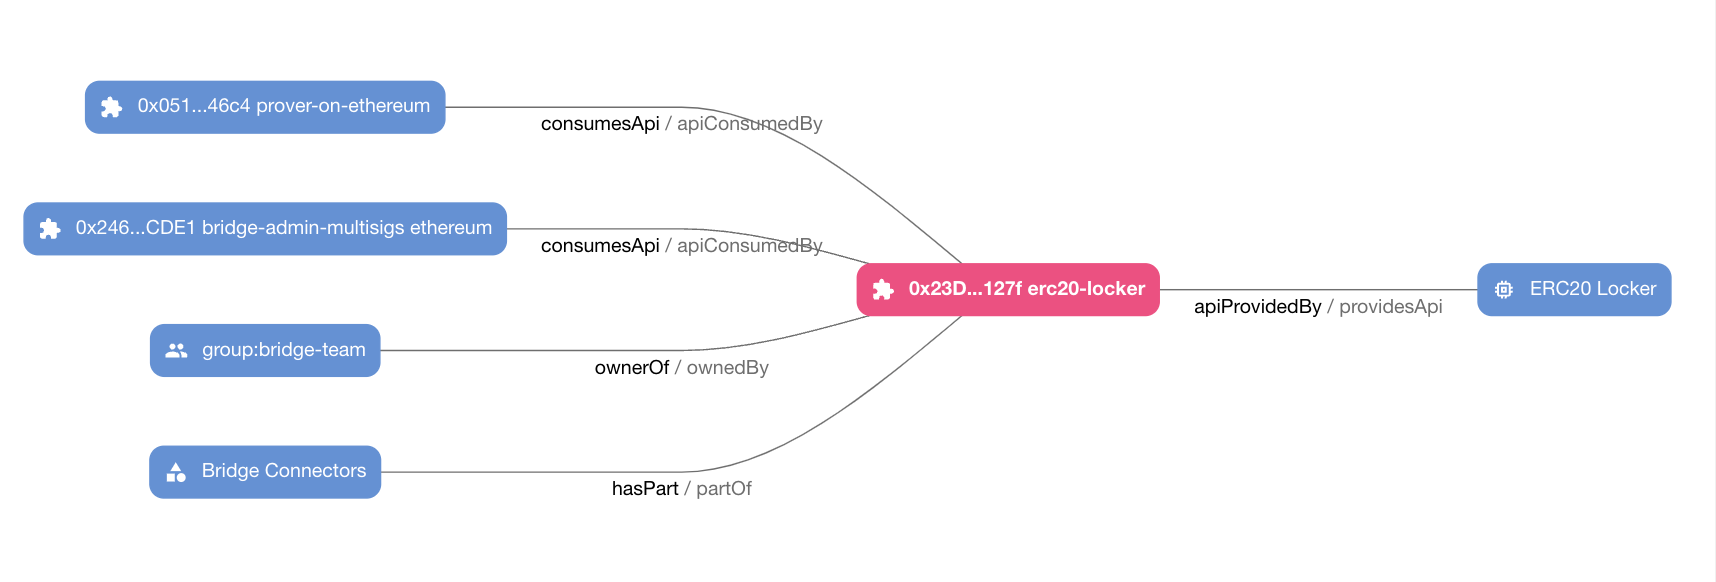 0x051...46c4 prover-on-ethereum
consumesApi / apiConsumedBy
0x246...CDE1 bridge-admin-multisigs ethereum
consumesApi / apiConsumedBy
0x23D...127f erc20-locker
apiProvidedBy / providesApi
ERC20 Locker
group:bridge-team
ownerOf / ownedBy
Bridge Connectors
hasPart / partOf